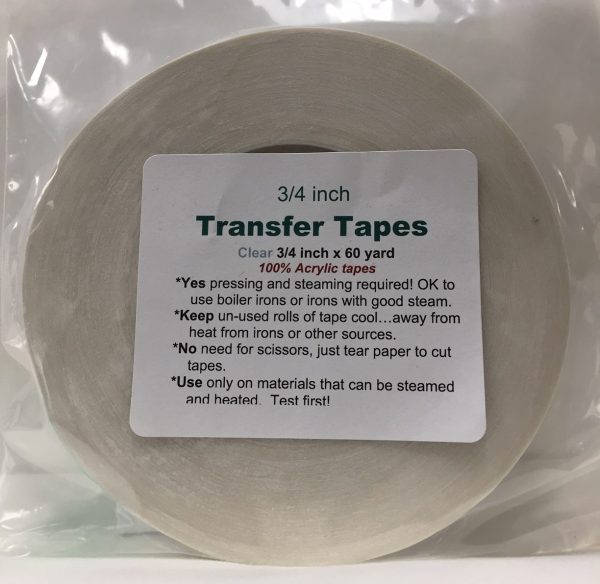 3/4 inch
Transfer Tapes
Clear 3/4 inch x 60 yard
100% Acrylic tapes
*Yes pressing and steaming required! OK to
use boiler irons or irons with good steam.
*Keep un-used rolls of tape cool…away from
heat from irons or other sources.
*No need for scissors, just tear paper to cut
tapes.
*Use only on materials that can be steamed
and heated. Test first!